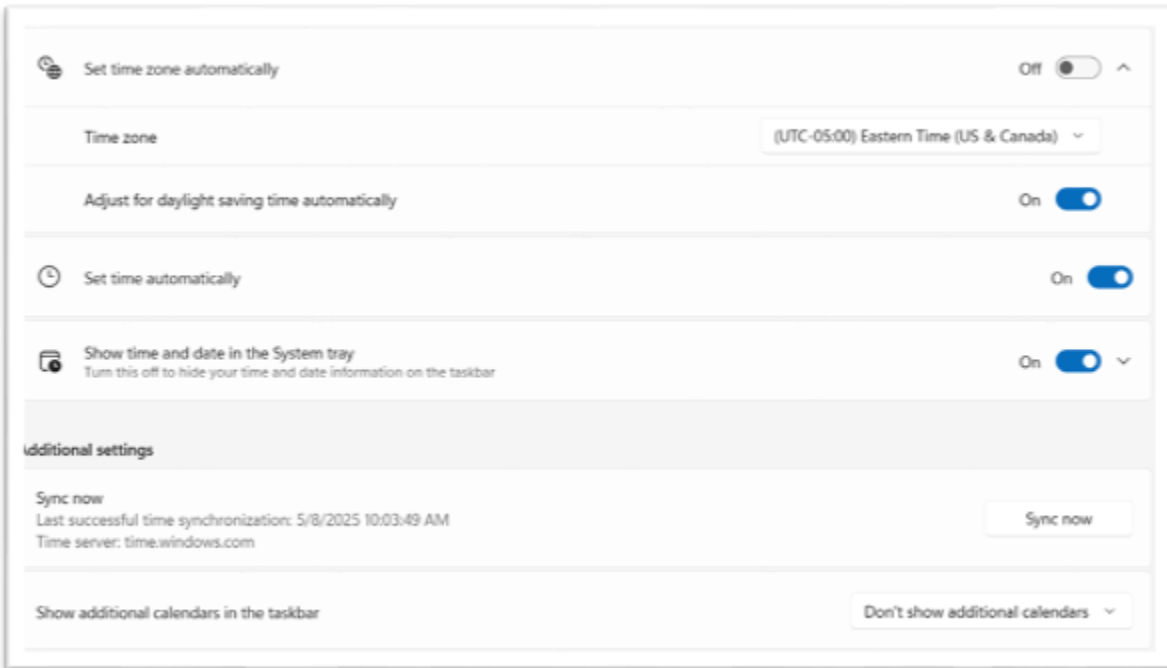 Set time zone automatically Off
Time zone (UTC-05:00) Eastern Time (US & Canada)
Adjust for daylight saving time automatically On
Set time automatically On
Show time and date in the System tray On
Turn this off to hide your time and date information on the taskbar
Additional settings
Sync now
Last successful time synchronization: 5/8/2025 10:03:49 AM
Sync now
Time server: time.windows.com
Show additional calendars in the taskbar Don't show additional calendars